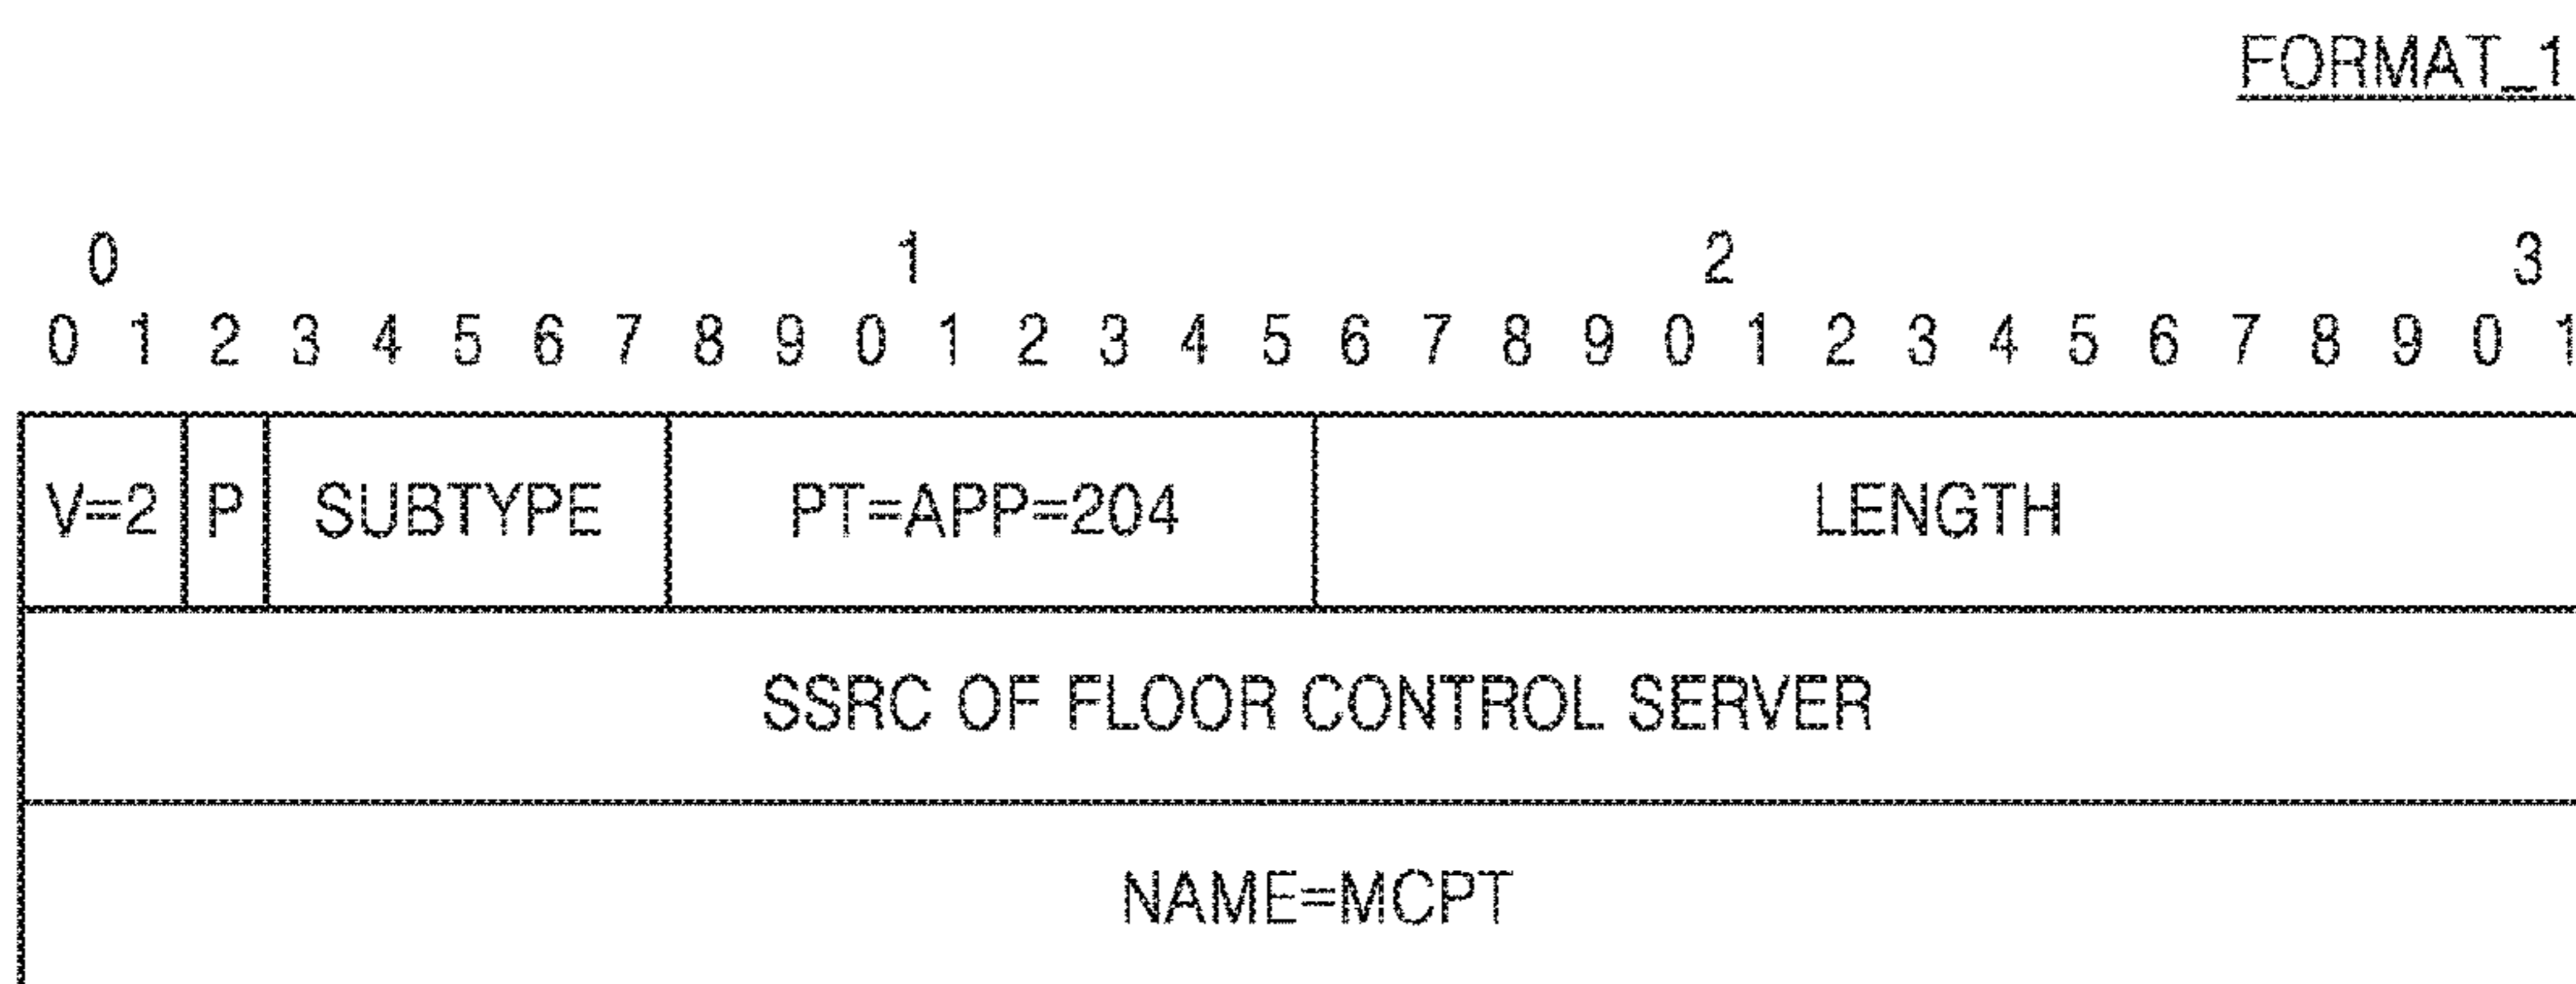 FORMAT_1
0 1 2 3
0 1 2 3 4 5 6 7 8 9 0 1 2 3 4 5 6 7 8 9 0 1 2 3 4 5 6 7 8 9 0 1
V=2 P SUBTYPE PT=APP=204 LENGTH
SSRC OF FLOOR CONTROL SERVER
NAME=MCPT